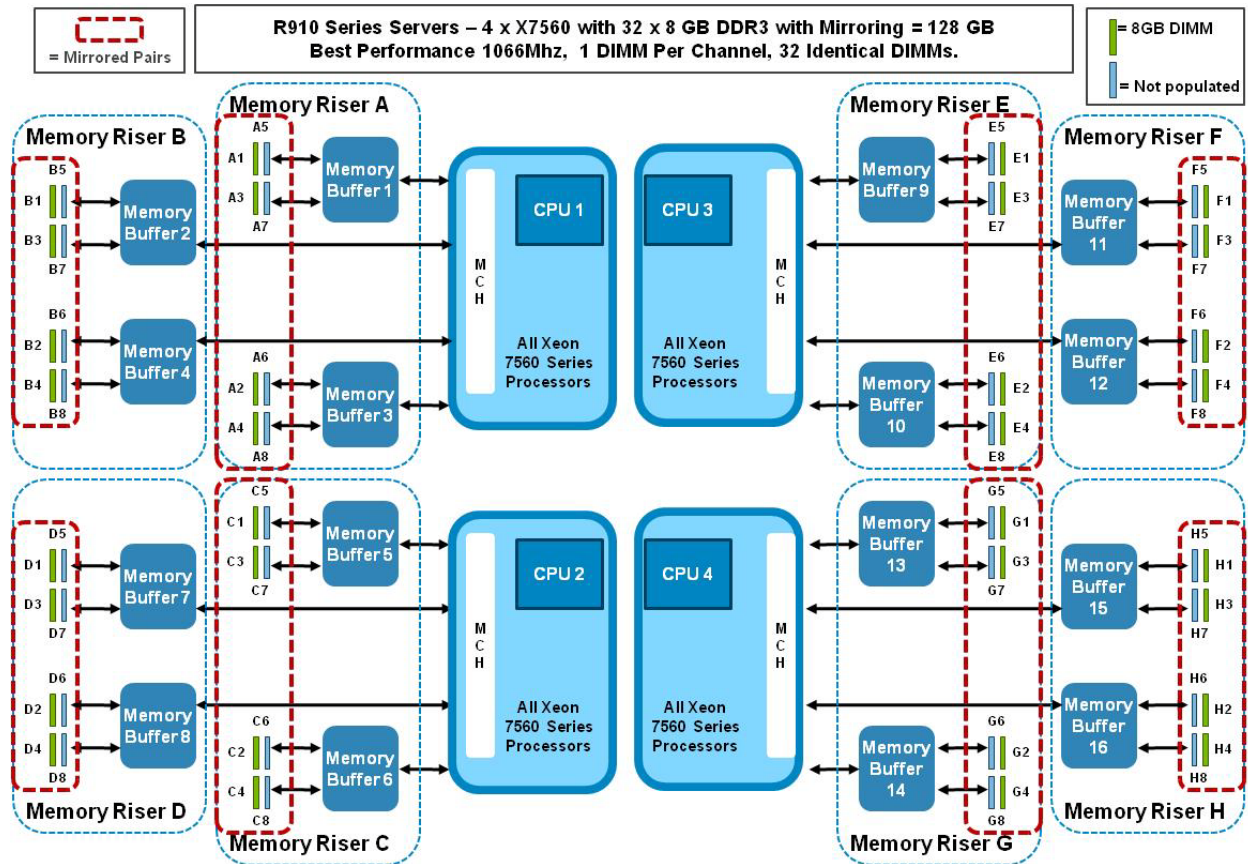 = Mirrored Pairs
R910 Series Servers – 4 x X7560 with 32 x 8 GB DDR3 with Mirroring = 128 GB
Best Performance 1066Mhz,  1 DIMM Per Channel, 32 Identical DIMMs.
= 8GB DIMM
= Not populated
Memory Riser B
B5
B1
B3
B7
Memory
Buffer 2
B6
B2
B4
B8
Memory
Buffer 4
Memory Riser A
A5
A1
A3
A7
Memory
Buffer 1
A6
A2
A4
A8
Memory
Buffer 3
CPU 1
M
C
H
All Xeon
7560 Series
Processors
CPU 3
M
C
H
All Xeon
7560 Series
Processors
Memory Riser E
Memory
Buffer 9
E5
E1
E3
E7
Memory
Buffer
10
E6
E2
E4
E8
Memory Riser F
Memory
Buffer
11
F5
F1
F3
F7
Memory
Buffer
12
F6
F2
F4
F8
D5
D1
D3
D7
Memory
Buffer 7
D6
D2
D4
D8
Memory
Buffer 8
Memory Riser D
C5
C1
C3
C7
Memory
Buffer 5
C6
C2
C4
C8
Memory
Buffer 6
Memory Riser C
CPU 2
M
C
H
All Xeon
7560 Series
Processors
CPU 4
M
C
H
All Xeon
7560 Series
Processors
Memory
Buffer
13
G5
G1
G3
G7
Memory
Buffer
14
G6
G2
G4
G8
Memory Riser G
Memory
Buffer
15
H5
H1
H3
H7
Memory
Buffer
16
H6
H2
H4
H8
Memory Riser H